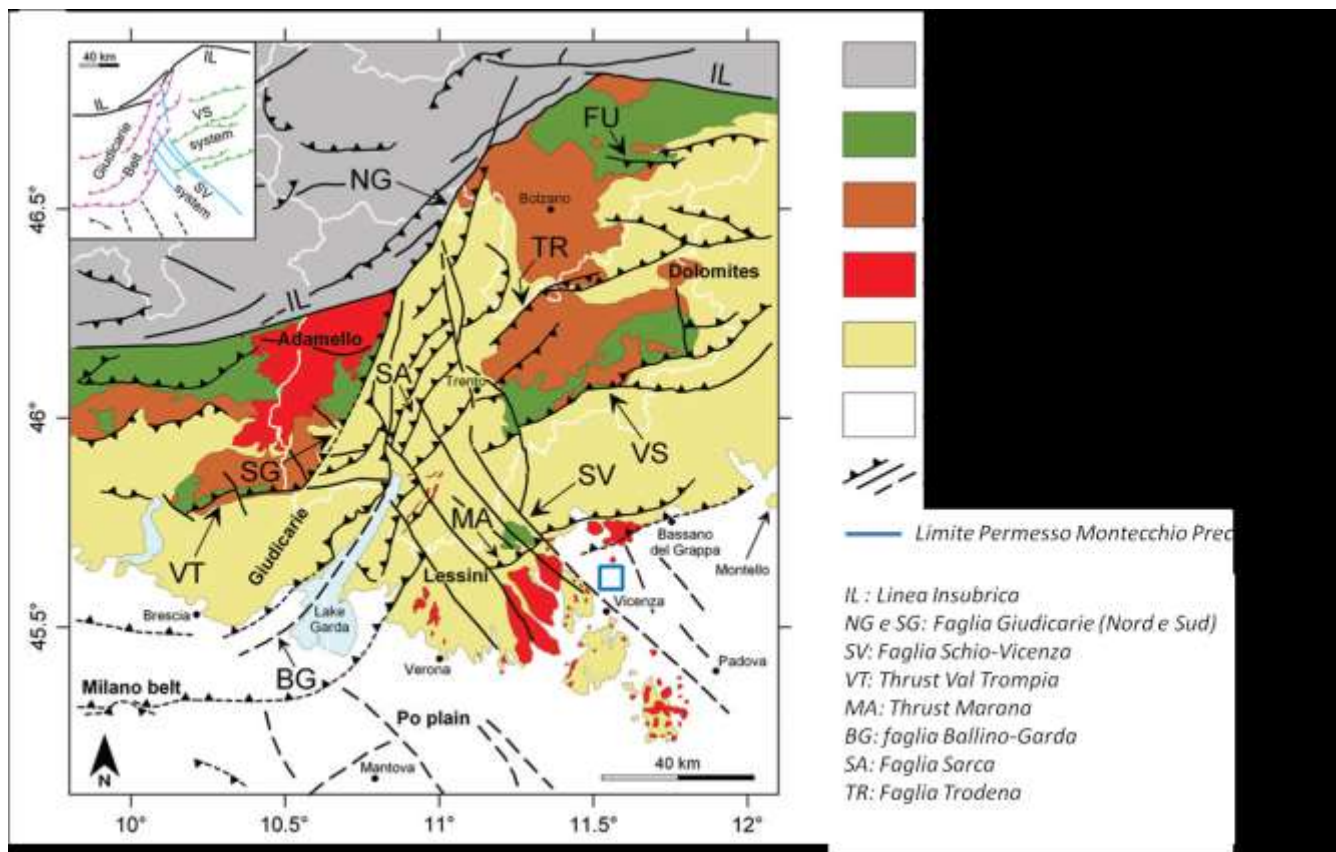 40 km
IL
IL
VS
system
Giudicarie
Belt
SV
system
IL
FU
NG
Bolzano
TR
Dolomites
IL
Adamello
SA
Trento
SG
VS
SV
MA
Bassano
del Grappa
Montello
Giudicarie
VT
Lessini
Vicenza
Brescia
Lake
Garda
Verona
Padova
BG
Milano belt
Po plain
40 km
Mantova
N
46.5°
46°
45.5°
10°
10.5°
11°
11.5°
12°
Limite Permesso Montecchio Prec
IL : Linea Insubrica
NG e SG: Faglia Giudicarie (Nord e Sud)
SV: Faglia Schio-Vicenza
VT: Thrust Val Trompia
MA: Thrust Marana
BG: faglia Ballino-Garda
SA: Faglia Sarca
TR: Faglia Trodena